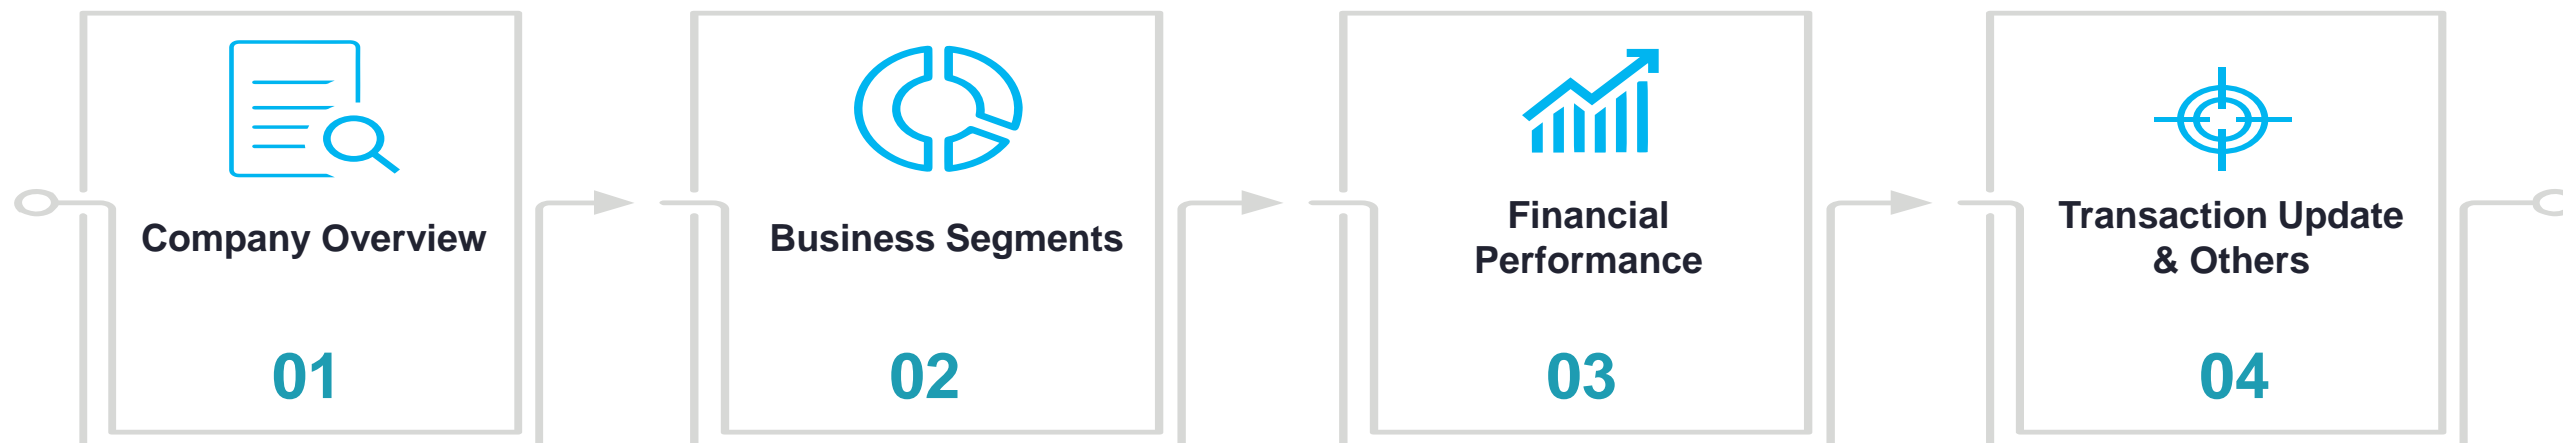 Company Overview
01
Business Segments
02
Financial
Performance
03
Transaction Update
& Others
04